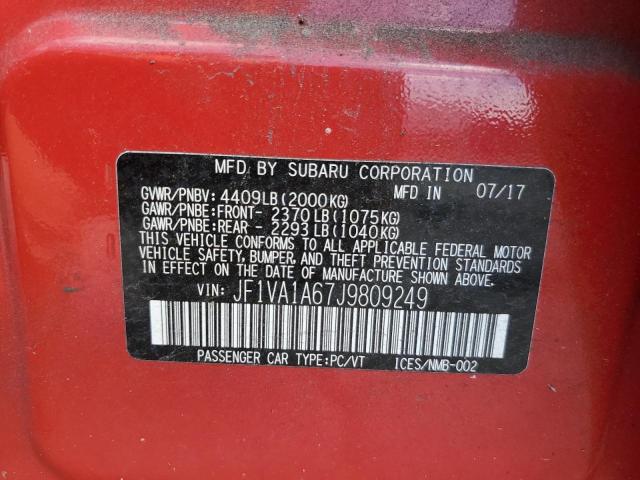 MFD BY SUBARU CORPORATION
MFD IN 07/17
GVWR/PNBV: 4409LB(2000KG)
GAWR/PNBE:FRONT- 2370LB(1075KG)
GAWR/PNBE:REAR - 2293LB(1040KG)
THIS VEHICLE CONFORMS TO ALL APPLICABLE FEDERAL MOTOR
VEHICLE SAFETY, BUMPER, AND THEFT PREVENTION STANDARDS
IN EFFECT ON THE DATE OF MANUFACTURE SHOWN ABOVE.
VIN: JF1VA1A67J9809249
PASSENGER CAR TYPE:PC/VT ICES/NMB-002